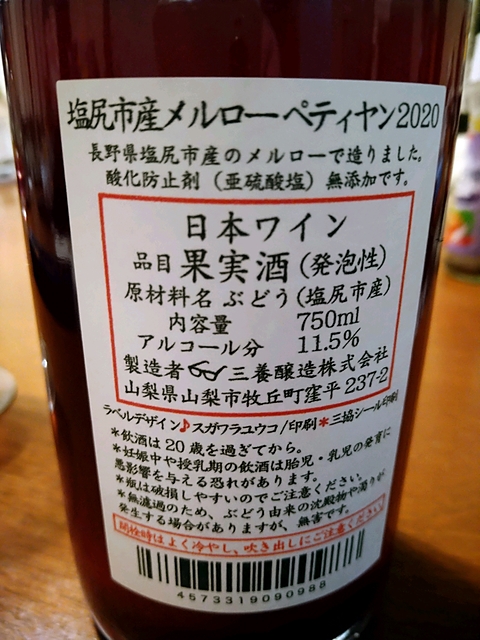 塩尻市産メルローペティヤン2020
長野県塩尻市産のメルローで造りました。
酸化防止剤（亜硫酸塩）無添加です。
日本ワイン
品目 果実酒（発泡性）
原材料名 ぶどう（塩尻市産）
内容量 750ml
アルコール分 11.5%
製造者 三養醸造株式会社
山梨県山梨市牧丘町窪平 237-2
ラベルデザイン♪スガフラユウコ/印刷*三協シール印刷
*飲酒は20歳を過ぎてから。
*妊娠中や授乳期の飲酒は胎児・乳児の発育に
悪影響を与える恐れがあります。
*瓶は破損しやすいのでご注意ください。
*無濾過のため、ぶどう由来の沈殿物や濁りが
発生する場合がありますが、無害です。
開栓時はよく冷やし、吹き出しにご注意ください。
4573319090988